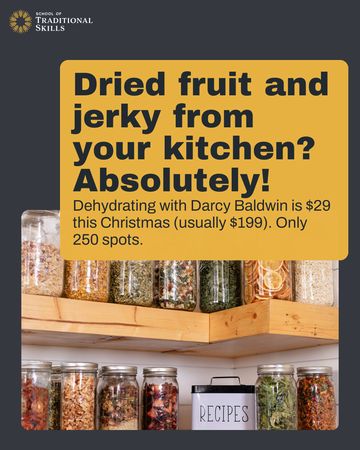 SCHOOL OF
TRADITIONAL
SKILLS
Dried fruit and
jerky from
your kitchen?
Absolutely!
Dehydrating with Darcy Baldwin is $29
this Christmas (usually $199). Only
250 spots.
RECIPES